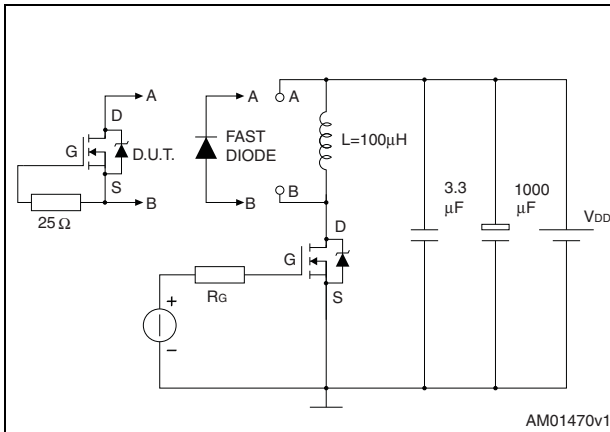 A
D
G
D.U.T.
S
B
25 Ω
A
FAST
DIODE
B
A
L=100µH
B
D
G
S
RG
+
–
3.3
µF
1000
µF
VDD
AM01470v1